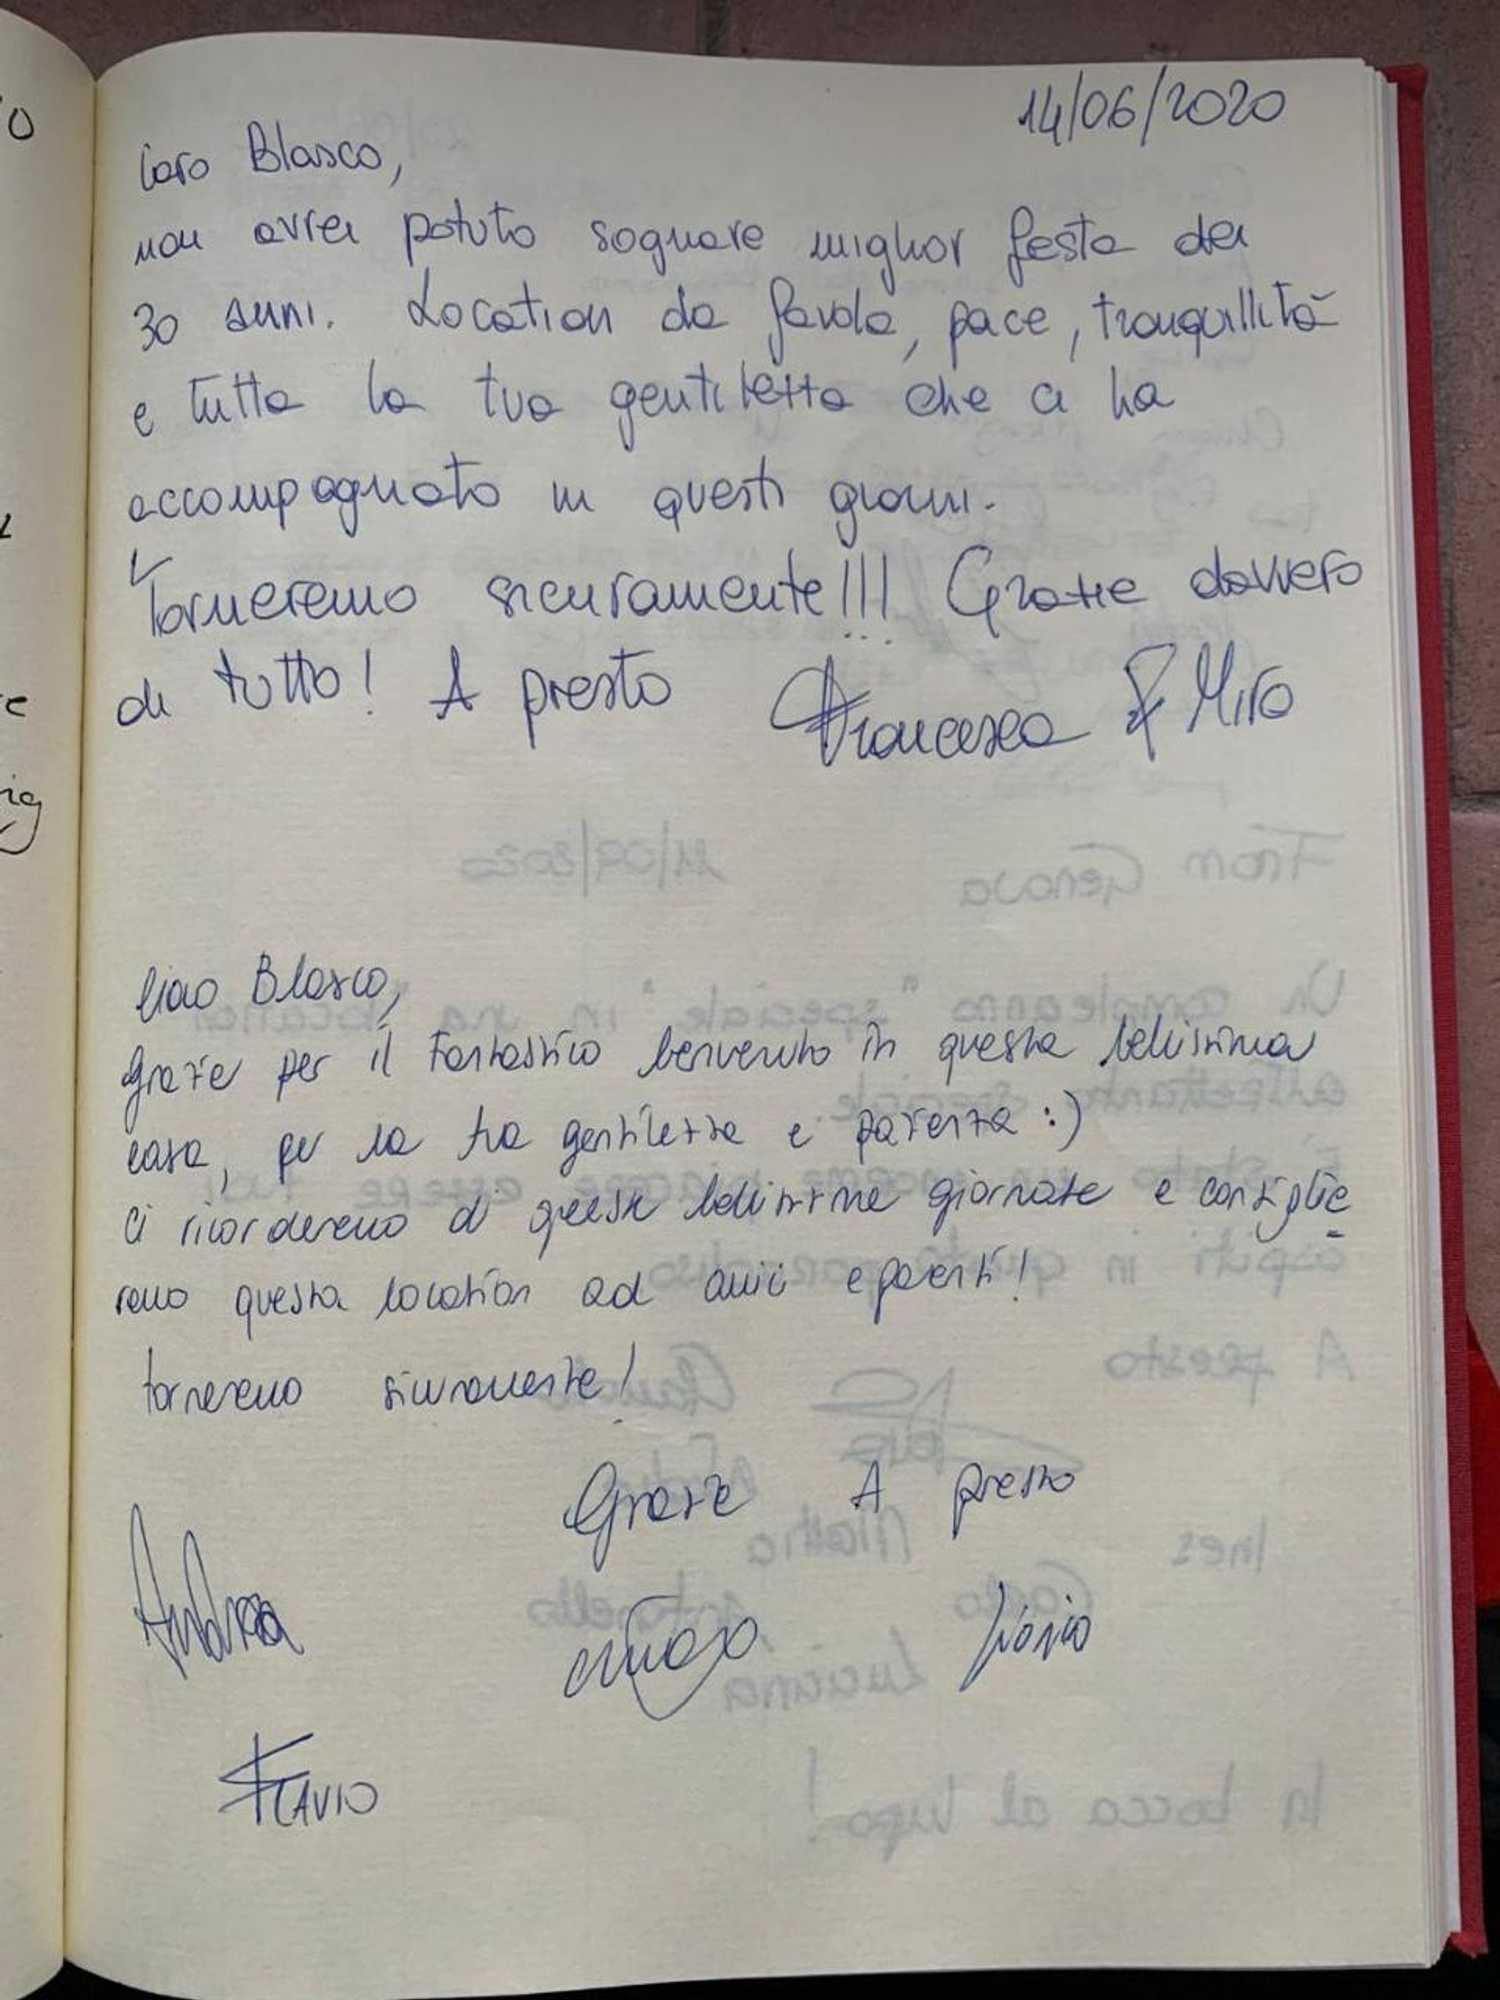 14/06/2020
Caro Blasco,
non avrei potuto sognare miglior festa dei
30 anni. Location da favola, pace, tranquillità
e tutta la tua gentilezza che ci ha
accompagnato in questi giorni.
Torneremo sicuramente!!! Grazie davvero
di tutto! A presto Francesca & Miro
Ciao Blasco,
grazie per il fantastico benvenuto in questa bellissima
casa, per la tua gentilezza e pazienza :)
Ci ricorderemo di queste bellissime giornate e consiglie
remo questa location ad amici e parenti!
torneremo sicuramente!
Grazie A presto
Andrea
FLAVIO